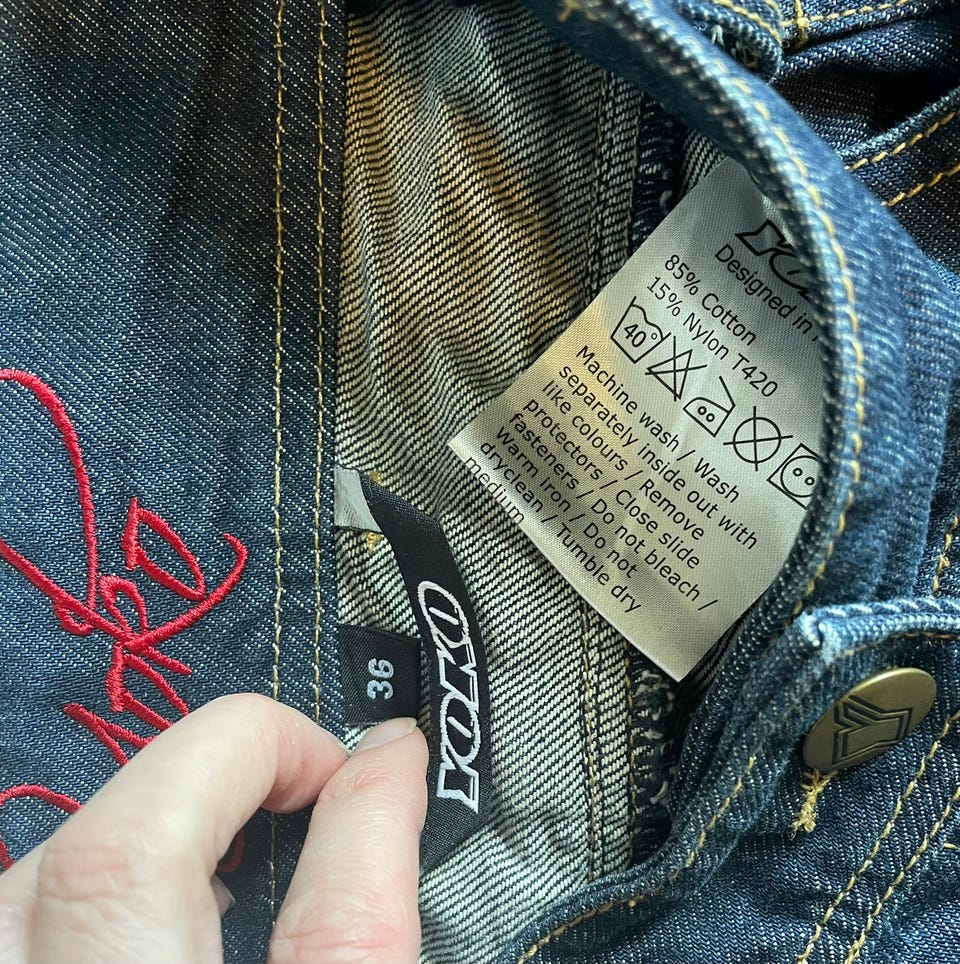 Designed in
85% Cotton
15% Nylon T420
40
Machine wash / Wash
separately inside out with
like colours / Remove
protectors / Close slide
fasteners / Do not bleach /
Warm iron / Do not
dryclean / Tumble dry
medium
36